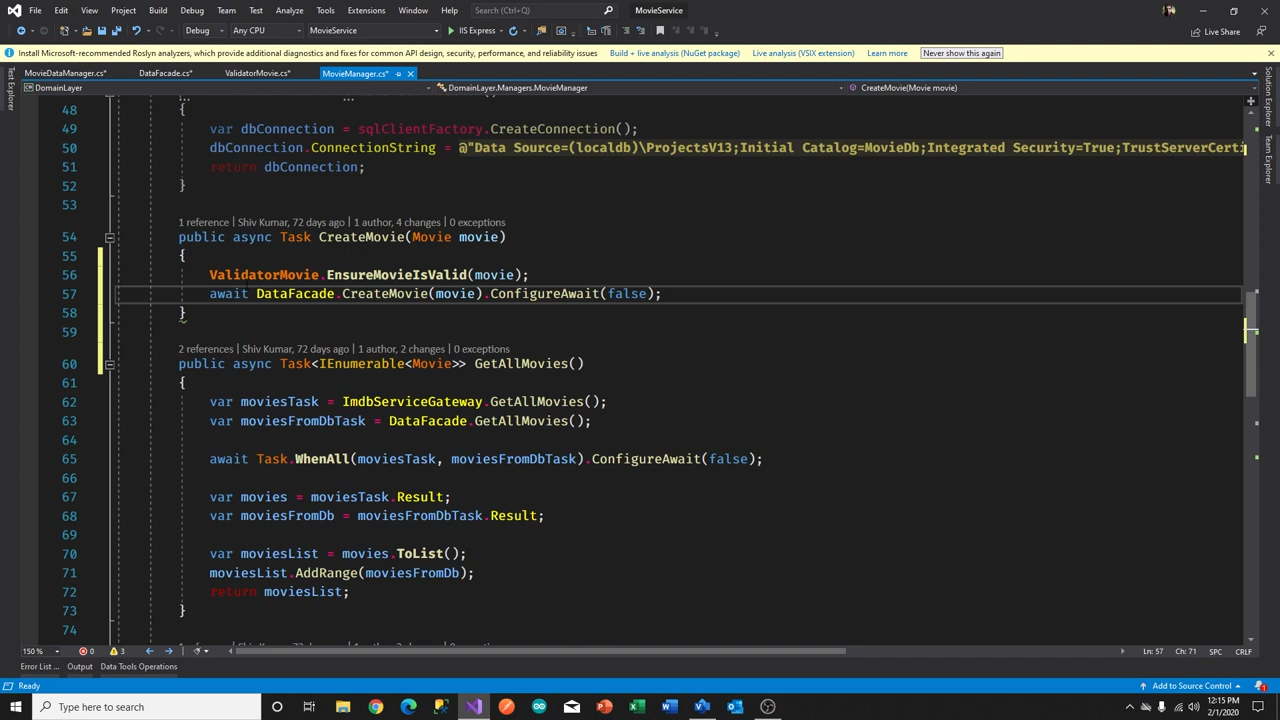 File Edit View Project Build Debug Team Test Analyze Tools Extensions Window Help Search (Ctrl+Q) MovieService
Debug Any CPU MovieService IIS Express Live Share
Install Microsoft-recommended Roslyn analyzers, which provide additional diagnostics and fixes for common API design, security, performance, and reliability issues Build + live analysis (NuGet package) Live analysis (VSIX extension) Learn more Never show this again
MovieDataManager.cs* DataFacade.cs* ValidatorMovie.cs* MovieManager.cs*
DomainLayer DomainLayer.Managers.MovieManager CreateMovie(Movie movie)
Test Explorer
Solution Explorer
Team Explorer
48 {
49 var dbConnection = sqlClientFactory.CreateConnection();
50 dbConnection.ConnectionString = @"Data Source=(localdb)\ProjectsV13;Initial Catalog=MovieDb;Integrated Security=True;TrustServerCerti
51 return dbConnection;
52 }
53
1 reference | Shiv Kumar, 72 days ago | 1 author, 4 changes | 0 exceptions
54 public async Task CreateMovie(Movie movie)
55 {
56 ValidatorMovie.EnsureMovieIsValid(movie);
57 await DataFacade.CreateMovie(movie).ConfigureAwait(false);
58 }
59
2 references | Shiv Kumar, 72 days ago | 1 author, 2 changes | 0 exceptions
60 public async Task<IEnumerable<Movie>> GetAllMovies()
61 {
62 var moviesTask = ImdbServiceGateway.GetAllMovies();
63 var moviesFromDbTask = DataFacade.GetAllMovies();
64
65 await Task.WhenAll(moviesTask, moviesFromDbTask).ConfigureAwait(false);
66
67 var movies = moviesTask.Result;
68 var moviesFromDb = moviesFromDbTask.Result;
69
70 var moviesList = movies.ToList();
71 moviesList.AddRange(moviesFromDb);
72 return moviesList;
73 }
74
150 % 0 3 Ln: 57 Ch: 71 SPC CRLF
Error List ... Output Data Tools Operations
Ready Add to Source Control 1
Type here to search 12:15 PM
2/1/2020